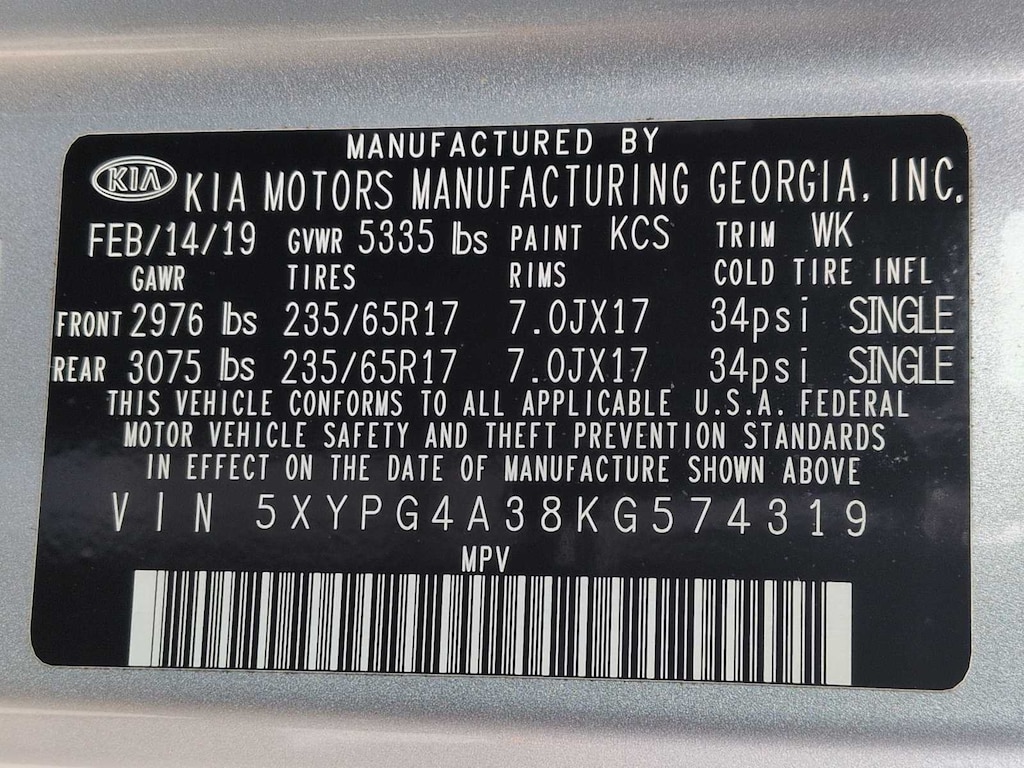 MANUFACTURED BY
KIA KIA MOTORS MANUFACTURING GEORGIA, INC.
FEB/14/19 GVWR 5335 lbs PAINT KCS TRIM WK
GAWR TIRES RIMS COLD TIRE INFL
FRONT 2976 lbs 235/65R17 7.0JX17 34psi SINGLE
REAR 3075 lbs 235/65R17 7.0JX17 34psi SINGLE
THIS VEHICLE CONFORMS TO ALL APPLICABLE U.S.A. FEDERAL
MOTOR VEHICLE SAFETY AND THEFT PREVENTION STANDARDS
IN EFFECT ON THE DATE OF MANUFACTURE SHOWN ABOVE
VIN 5XYPG4A38KG574319
MPV